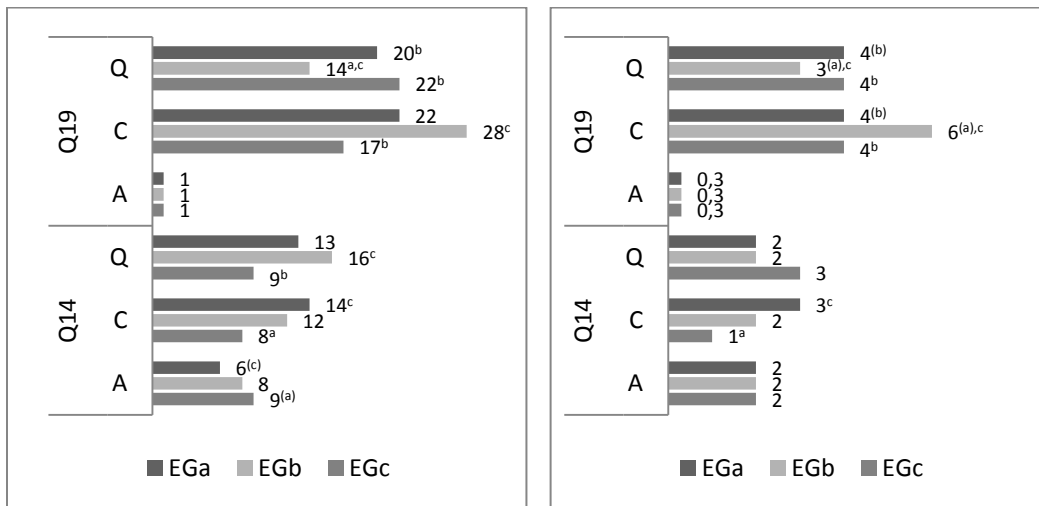 Q19
Q
20⁽ᵇ⁾
14ᵃ,ᶜ
22ᵇ
C
22
28ᶜ
17ᵇ
A
1
1
1
Q14
Q
13
16ᶜ
9ᵇ
C
14ᶜ
12
8ᵃ
A
6⁽ᶜ⁾
8
9⁽ᵃ⁾
EGa EGb EGc
Q19
Q
4⁽ᵇ⁾
3⁽ᵃ⁾,ᶜ
4ᵇ
C
4⁽ᵇ⁾
6⁽ᵃ⁾,ᶜ
4ᵇ
A
0,3
0,3
0,3
Q14
Q
2
2
3
C
3ᶜ
2
1ᵃ
A
2
2
2
EGa EGb EGc